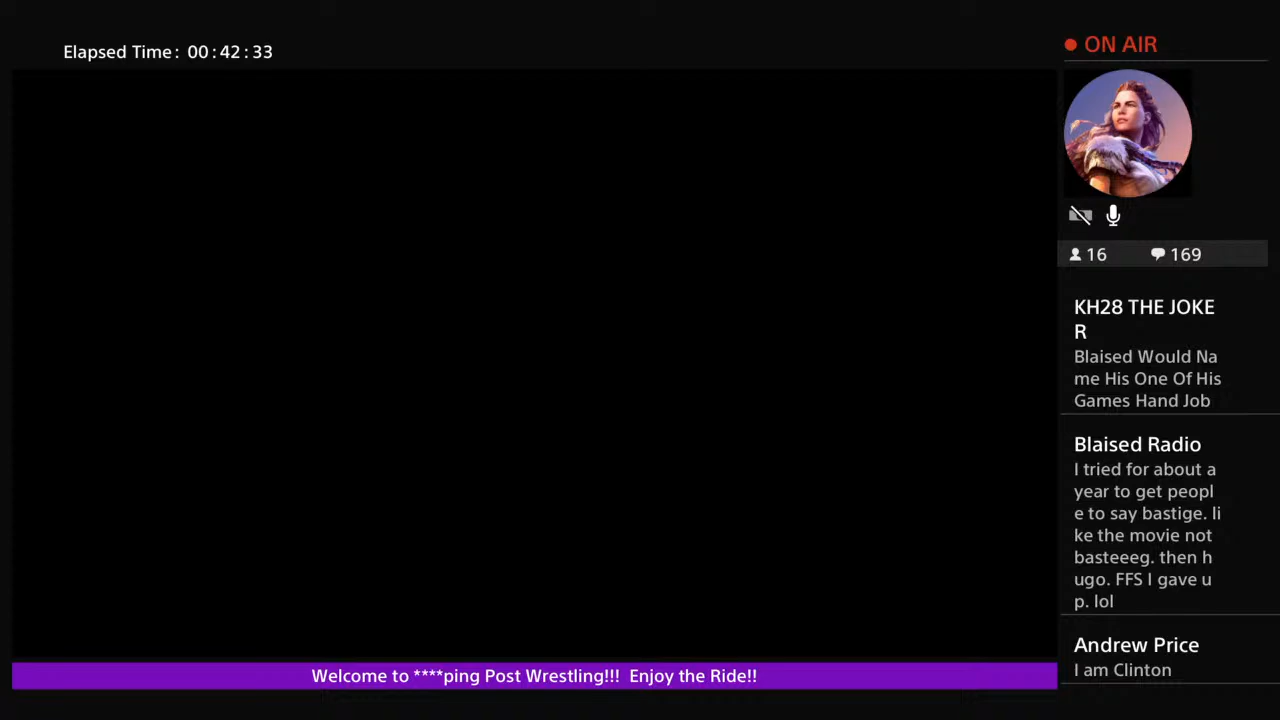 Elapsed Time: 00:42:33
ON AIR
16 169
KH28 THE JOKE
R
Blaised Would Na
me His One Of His
Games Hand Job
Blaised Radio
I tried for about a
year to get peopl
e to say bastige. li
ke the movie not
basteeeg. then h
ugo. FFS I gave u
p. lol
Andrew Price
I am Clinton
Welcome to ****ping Post Wrestling!!! Enjoy the Ride!!